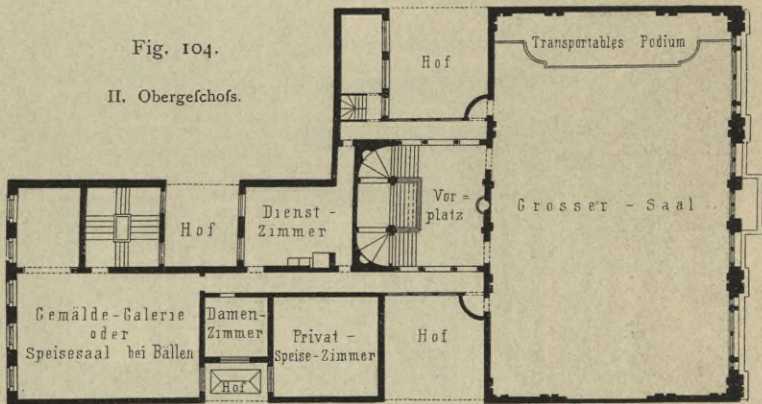 Fig. 104.
II. Obergeſchoſs.
Hof
Transportables Podium
Hof
Dienst-
Zimmer
Vor=
platz
Grosser - Saal
Gemälde-Galerie
oder
Speisesaal bei Bällen
Damen-
Zimmer
Privat-
Speise-Zimmer
Hof
Hof